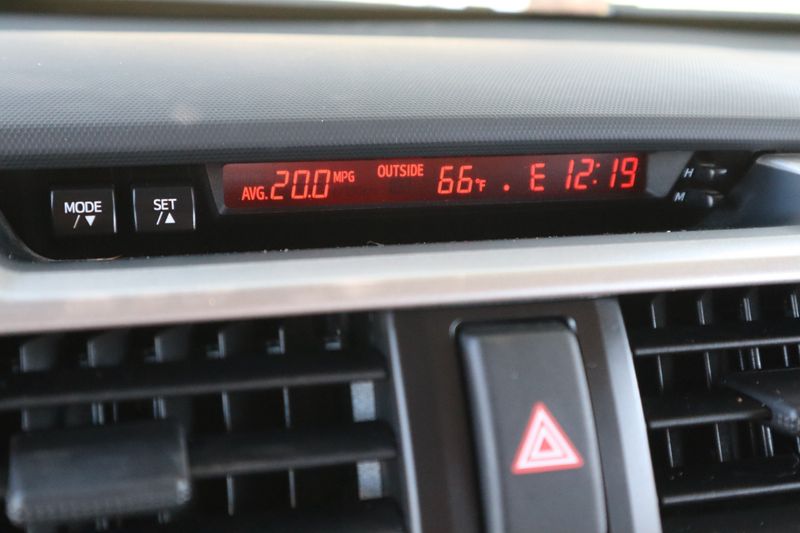 MODE
/▼
SET
/▲
AVG. 20.0 MPG OUTSIDE 66°F . E 12:19
H
M